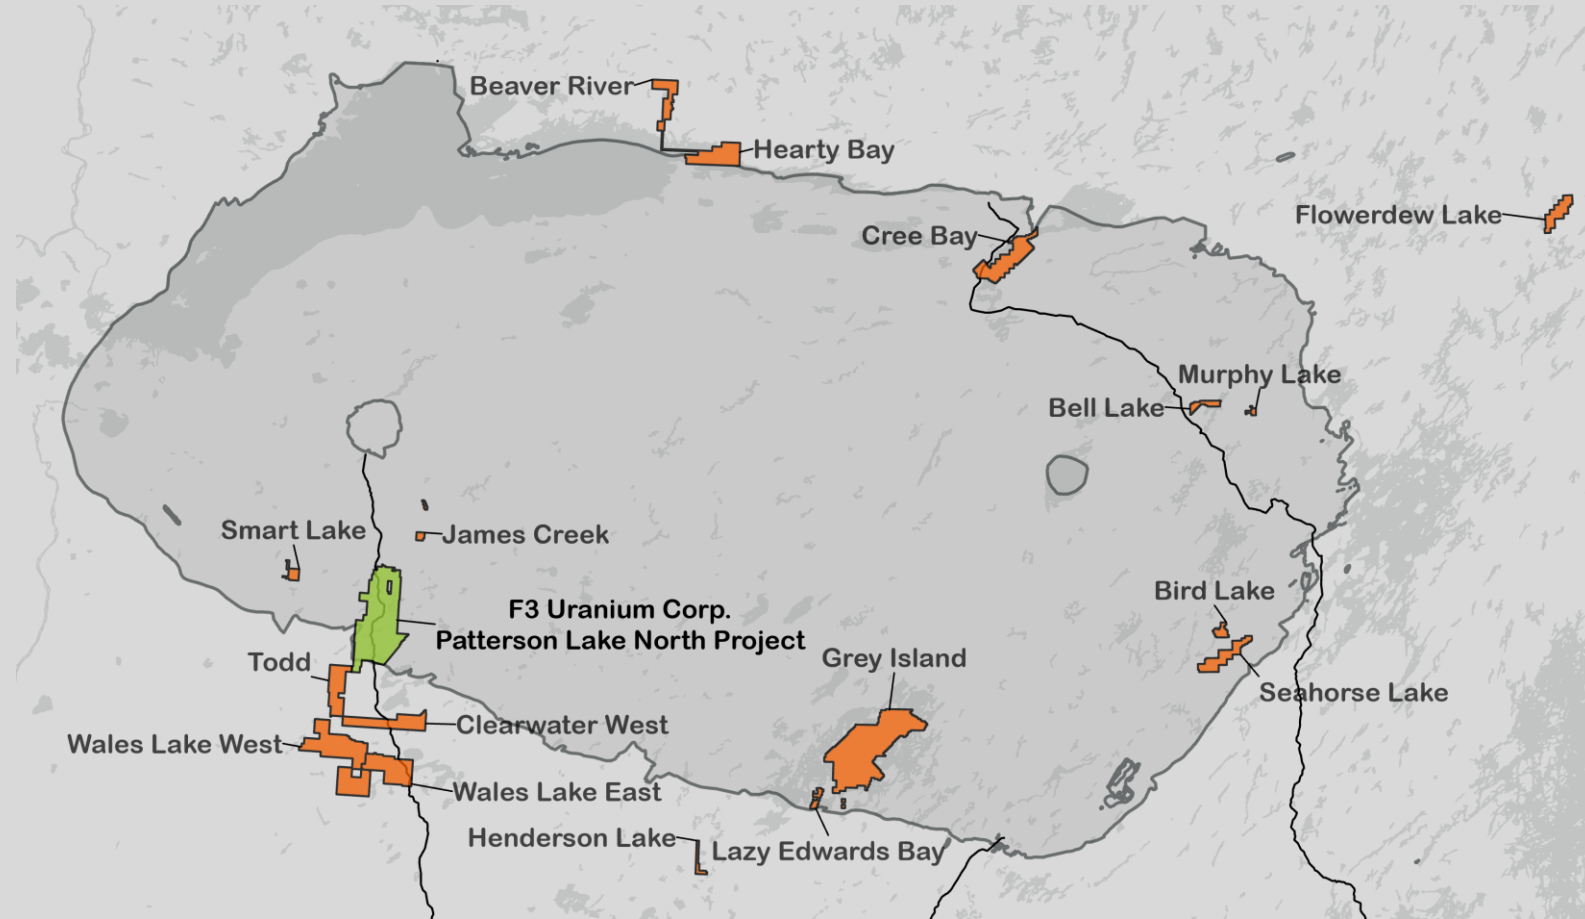 Beaver River
Hearty Bay
Flowerdew Lake
Cree Bay
Murphy Lake
Bell Lake
Smart Lake
James Creek
Bird Lake
F3 Uranium Corp.
Patterson Lake North Project
Todd
Grey Island
Seahorse Lake
Clearwater West
Wales Lake West
Wales Lake East
Henderson Lake
Lazy Edwards Bay